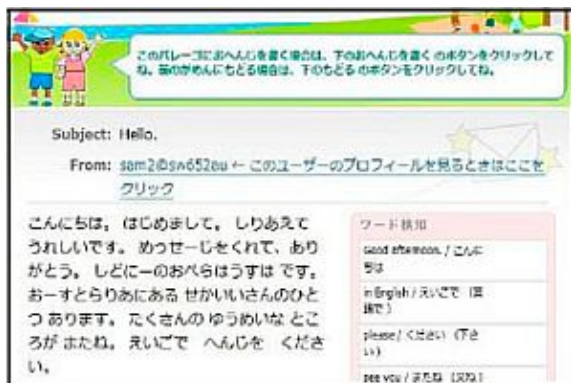 このバレーゴにおへんじを書く場合は、下のおへんじを書く のボタンをクリックして
ね。前のがめんにもどる場合は、下のもどる のボタンをクリックしてね。
Subject: Hello.
From: sam2@sw652au ← このユーザーのプロフィールを見るときはここを
クリック
こんにちは。 はじめまして。 しりあえて
うれしいです。 めっせーじをくれて、あり
がとう。 しどにーのおぺらはうすは です。
おーすとらりあにある せかいいさんのひと
つ あります。 たくさんの ゆうめいな とこ
ろが またね。 えいごで へんじを くださ
い。
ワード検知
Good afternoon. / こんに
ちは
in English / えいごで (英
語で)
please / ください (下さ
い)
see you / またね (又ね)